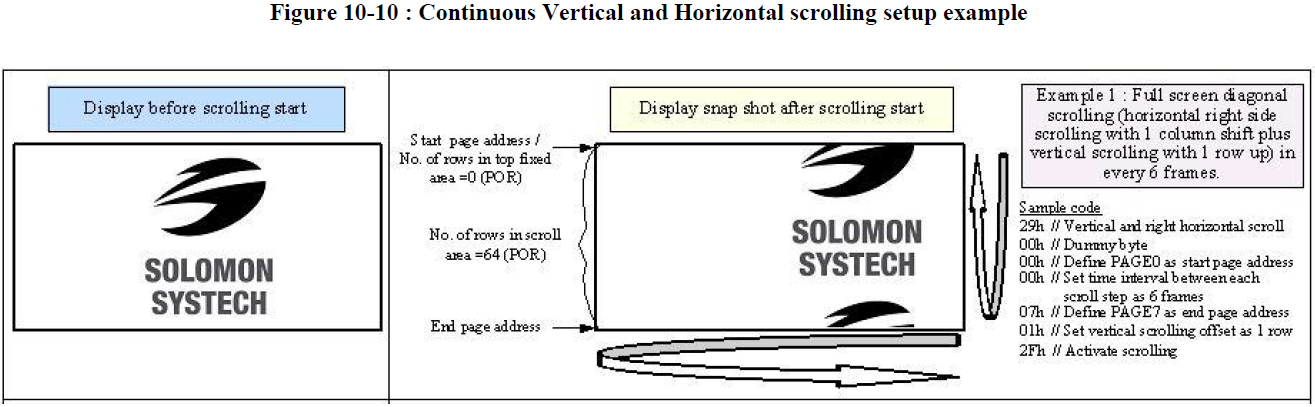 Figure 10-10 : Continuous Vertical and Horizontal scrolling setup example
Display before scrolling start
SOLOMON
SYSTECH
Display snap shot after scrolling start
Start page address /
No. of rows in top fixed
area =0 (POR)
No. of rows in scroll
area =64 (POR)
End page address
SOLOMON
SYSTECH
Example 1 : Full screen diagonal
scrolling (horizontal right side
scrolling with 1 column shift plus
vertical scrolling with 1 row up) in
every 6 frames.
Sample code
29h // Vertical and right horizontal scroll
00h // Dummy byte
00h // Define PAGE0 as start page address
00h // Set time interval between each
scroll step as 6 frames
07h // Define PAGE7 as end page address
01h // Set vertical scrolling offset as 1 row
2Fh // Activate scrolling